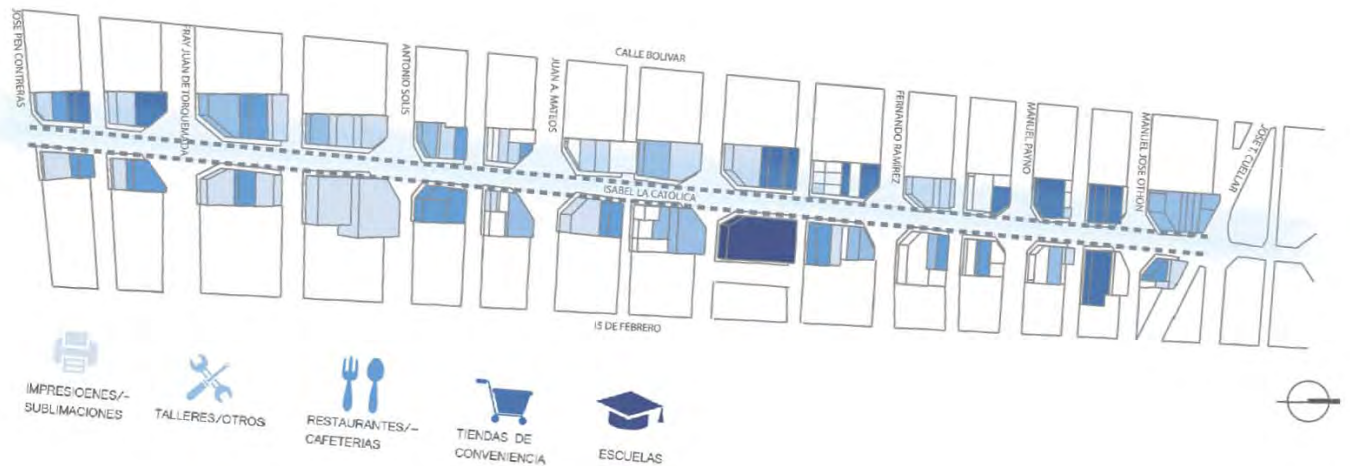 JOSE PEN CONTRERAS
FRAY JUAN DE TORQUEMADA
ANTONIO SOLIS
JUAN A. MATEOS
CALLE BOLIVAR
FERNANDO RAMIREZ
MANUEL PAYNO
MANUEL JOSE OTHON
JOSE T. CUELLAR
ISABEL LA CATOLICA
15 DE FEBRERO
IMPRESIOENES/-
SUBLIMACIONES
TALLERES/OTROS
RESTAURANTES/-
CAFETERIAS
TIENDAS DE
CONVENIENCIA
ESCUELAS